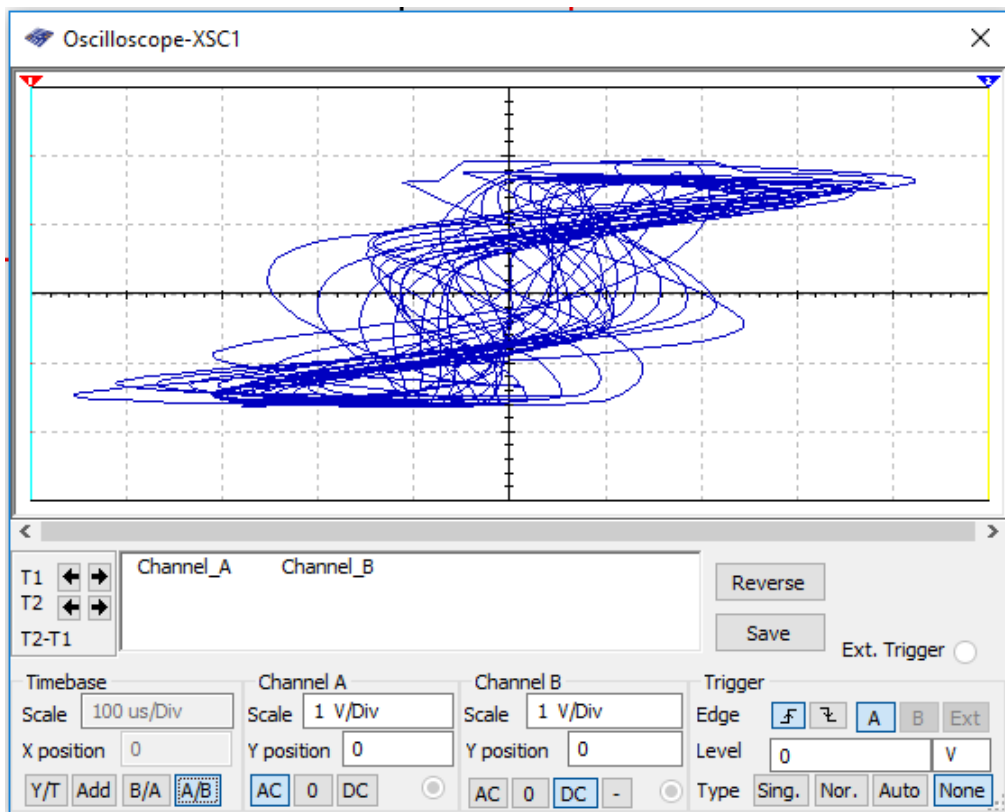 Oscilloscope-XSC1
1 2
T1
T2
T2-T1
Channel_A Channel_B
Reverse
Save
Ext. Trigger
Timebase
Scale 100 us/Div
X position 0
Y/T Add B/A A/B
Channel A
Scale 1 V/Div
Y position 0
AC 0 DC
Channel B
Scale 1 V/Div
Y position 0
AC 0 DC -
Trigger
Edge A B Ext
Level 0 V
Type Sing. Nor. Auto None